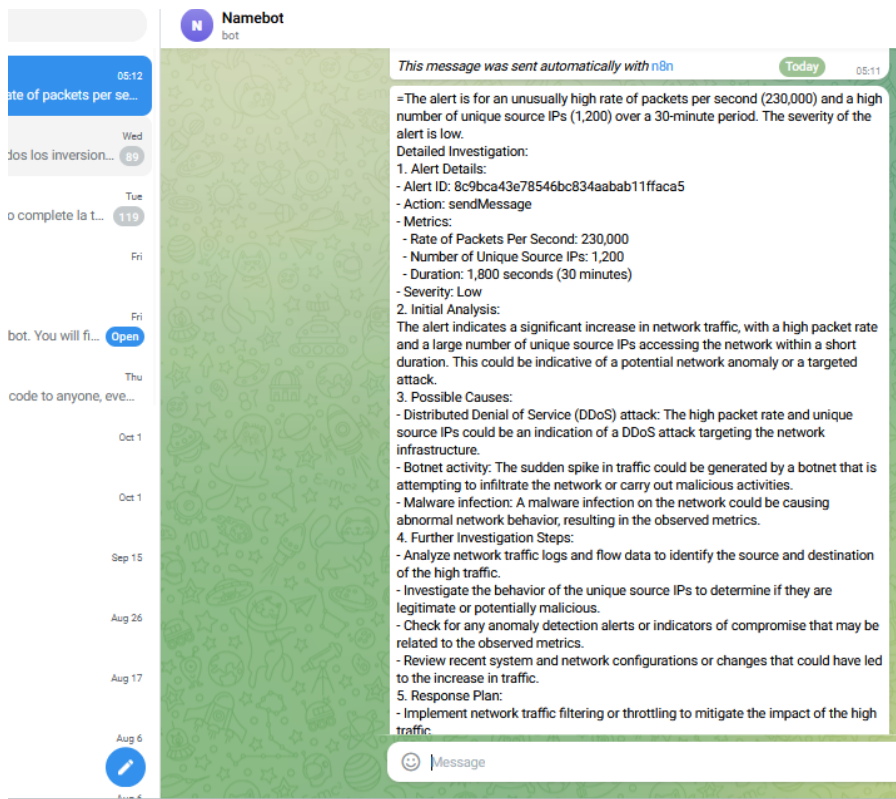 N
Namebot
bot
05:12
ate of packets per se...
Wed
dos los inversion...
89
Tue
o complete la t...
119
Fri
Fri
bot. You will fi...
Open
Thu
code to anyone, eve...
Oct 1
Oct 1
Sep 15
Aug 26
Aug 17
Aug 6
Aug 6
This message was sent automatically with n8n
Today
05:11
=The alert is for an unusually high rate of packets per second (230,000) and a high
number of unique source IPs (1,200) over a 30-minute period. The severity of the
alert is low.
Detailed Investigation:
1. Alert Details:
- Alert ID: 8c9bca43e78546bc834aabab11ffaca5
- Action: sendMessage
- Metrics:
- Rate of Packets Per Second: 230,000
- Number of Unique Source IPs: 1,200
- Duration: 1,800 seconds (30 minutes)
- Severity: Low
2. Initial Analysis:
The alert indicates a significant increase in network traffic, with a high packet rate
and a large number of unique source IPs accessing the network within a short
duration. This could be indicative of a potential network anomaly or a targeted
attack.
3. Possible Causes:
- Distributed Denial of Service (DDoS) attack: The high packet rate and unique
source IPs could be an indication of a DDoS attack targeting the network
infrastructure.
- Botnet activity: The sudden spike in traffic could be generated by a botnet that is
attempting to infiltrate the network or carry out malicious activities.
- Malware infection: A malware infection on the network could be causing
abnormal network behavior, resulting in the observed metrics.
4. Further Investigation Steps:
- Analyze network traffic logs and flow data to identify the source and destination
of the high traffic.
- Investigate the behavior of the unique source IPs to determine if they are
legitimate or potentially malicious.
- Check for any anomaly detection alerts or indicators of compromise that may be
related to the observed metrics.
- Review recent system and network configurations or changes that could have led
to the increase in traffic.
5. Response Plan:
- Implement network traffic filtering or throttling to mitigate the impact of the high
traffic.
Message